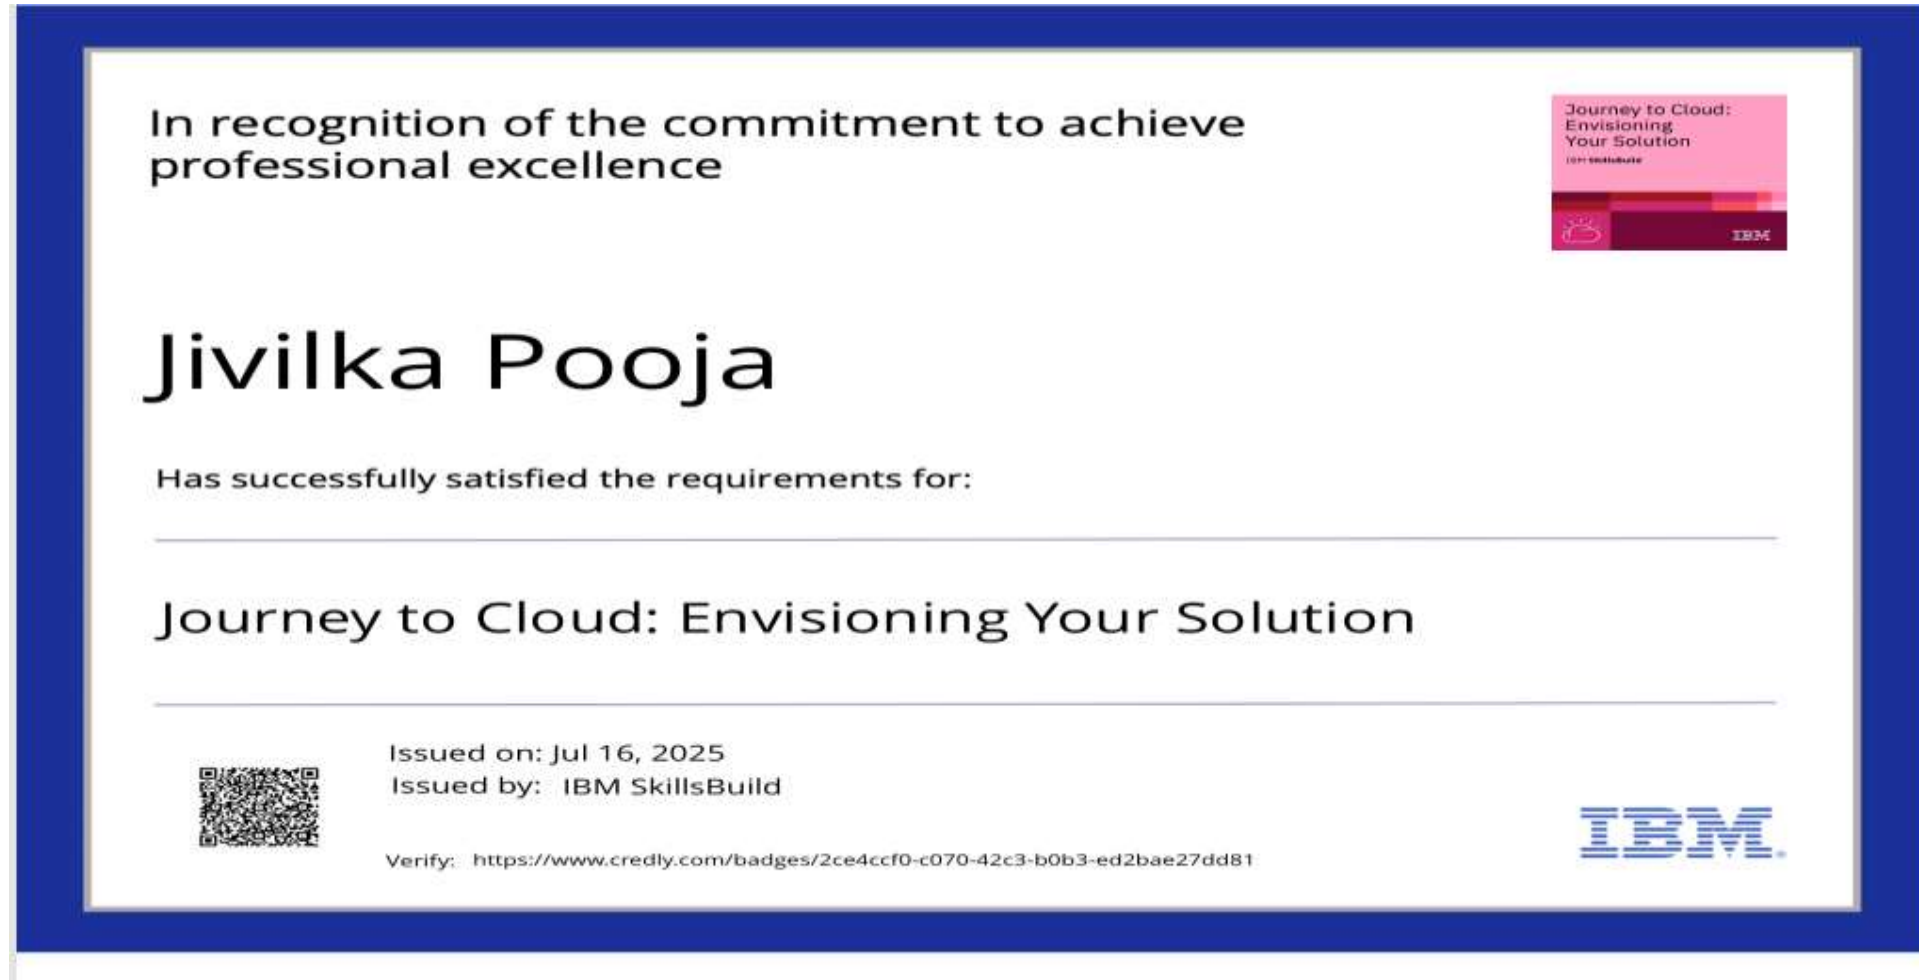 In recognition of the commitment to achieve
professional excellence
Journey to Cloud:
Envisioning
Your Solution
IBM SkillsBuild
IBM
Jivilka Pooja
Has successfully satisfied the requirements for:
Journey to Cloud: Envisioning Your Solution
Issued on: Jul 16, 2025
Issued by: IBM SkillsBuild
Verify: https://www.credly.com/badges/2ce4ccf0-c070-42c3-b0b3-ed2bae27dd81
IBM.